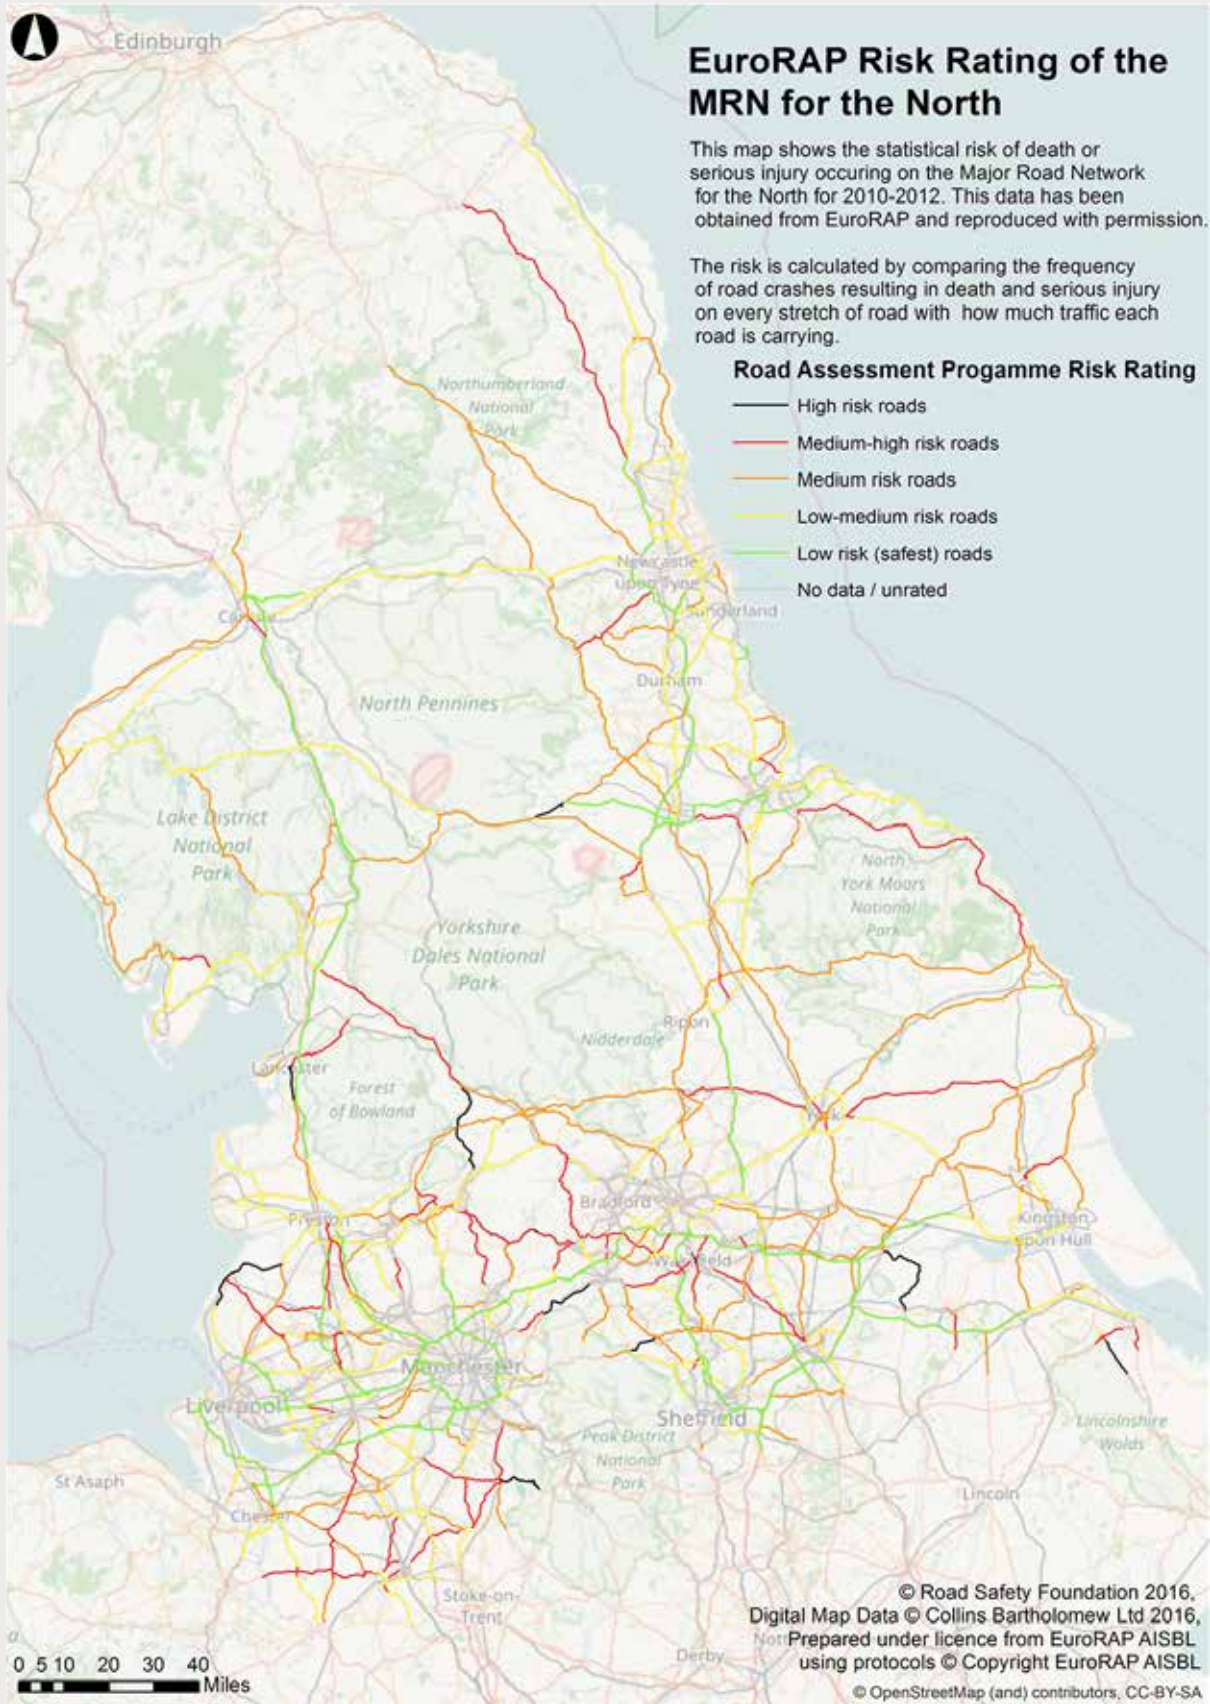 Edinburgh
EuroRAP Risk Rating of the
MRN for the North
This map shows the statistical risk of death or
serious injury occuring on the Major Road Network
for the North for 2010-2012. This data has been
obtained from EuroRAP and reproduced with permission.
The risk is calculated by comparing the frequency
of road crashes resulting in death and serious injury
on every stretch of road with how much traffic each
road is carrying.
Road Assessment Progamme Risk Rating
High risk roads
Medium-high risk roads
Medium risk roads
Low-medium risk roads
Low risk (safest) roads
No data / unrated
Northumberland
National
Park
Newcastle
upon Tyne
Sunderland
Carlisle
Durham
North Pennines
Lake District
National
Park
North
York Moors
National
Park
Yorkshire
Dales National
Park
Ripon
Nidderdale
Lancaster
Forest
of Bowland
York
Bradford
Preston
Kingston
upon Hull
Wakefield
Manchester
Liverpool
Sheffield
Peak District
National
Park
Lincolnshire
Wolds
St Asaph
Lincoln
Chester
Stoke-on-
Trent
Derby
© Road Safety Foundation 2016,
Digital Map Data © Collins Bartholomew Ltd 2016,
Prepared under licence from EuroRAP AISBL
using protocols © Copyright EuroRAP AISBL
© OpenStreetMap (and) contributors, CC-BY-SA
0 5 10 20 30 40
Miles